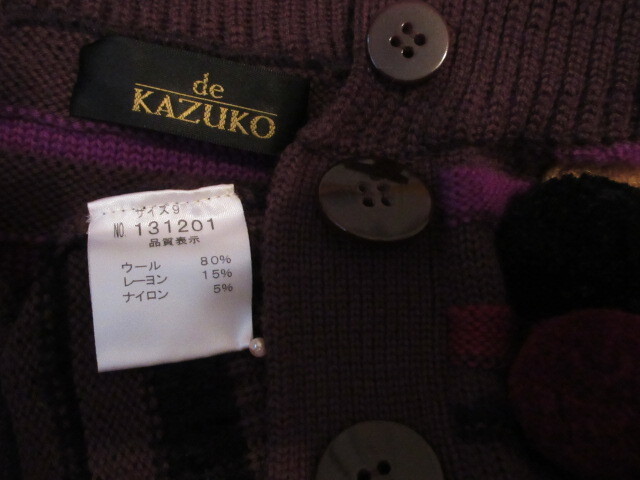 de
KAZUKO
サイズ9
NO 131201
品質表示
ウール 80%
レーヨン 15%
ナイロン 5%